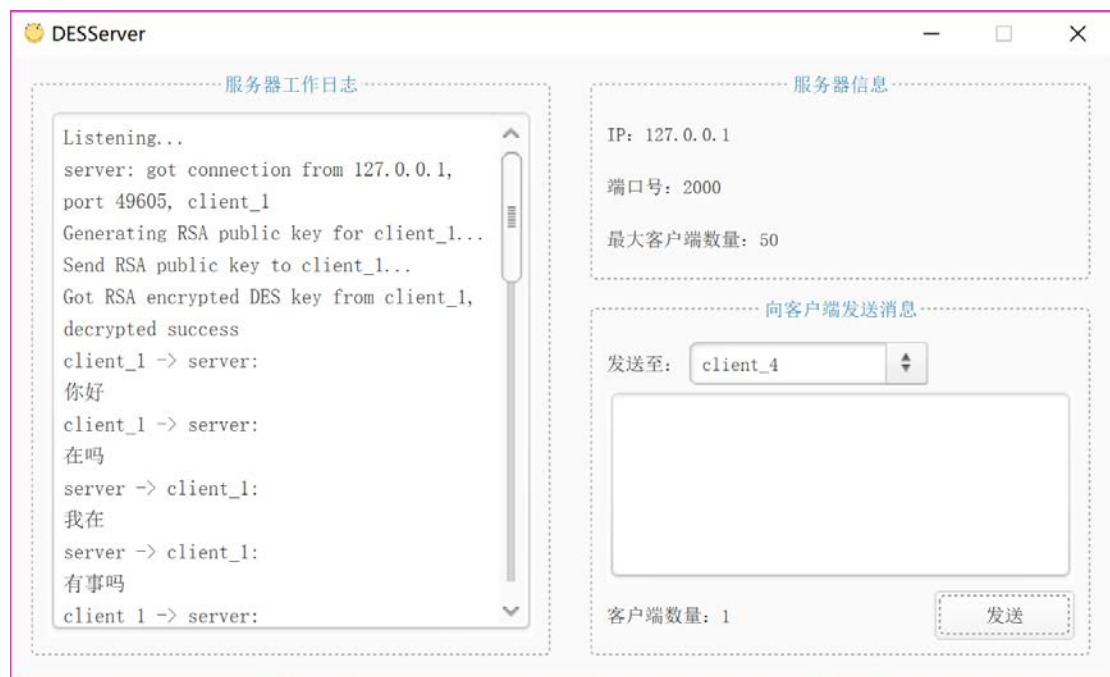 DESServer
服务器工作日志
Listening...
server: got connection from 127.0.0.1,
port 49605, client_1
Generating RSA public key for client_1...
Send RSA public key to client_1...
Got RSA encrypted DES key from client_1,
decrypted success
client_1 -> server:
你好
client_1 -> server:
在吗
server -> client_1:
我在
server -> client_1:
有事吗
client_1 -> server:
服务器信息
IP: 127.0.0.1
端口号: 2000
最大客户端数量: 50
向客户端发送消息
发送至: client_4
客户端数量: 1
发送